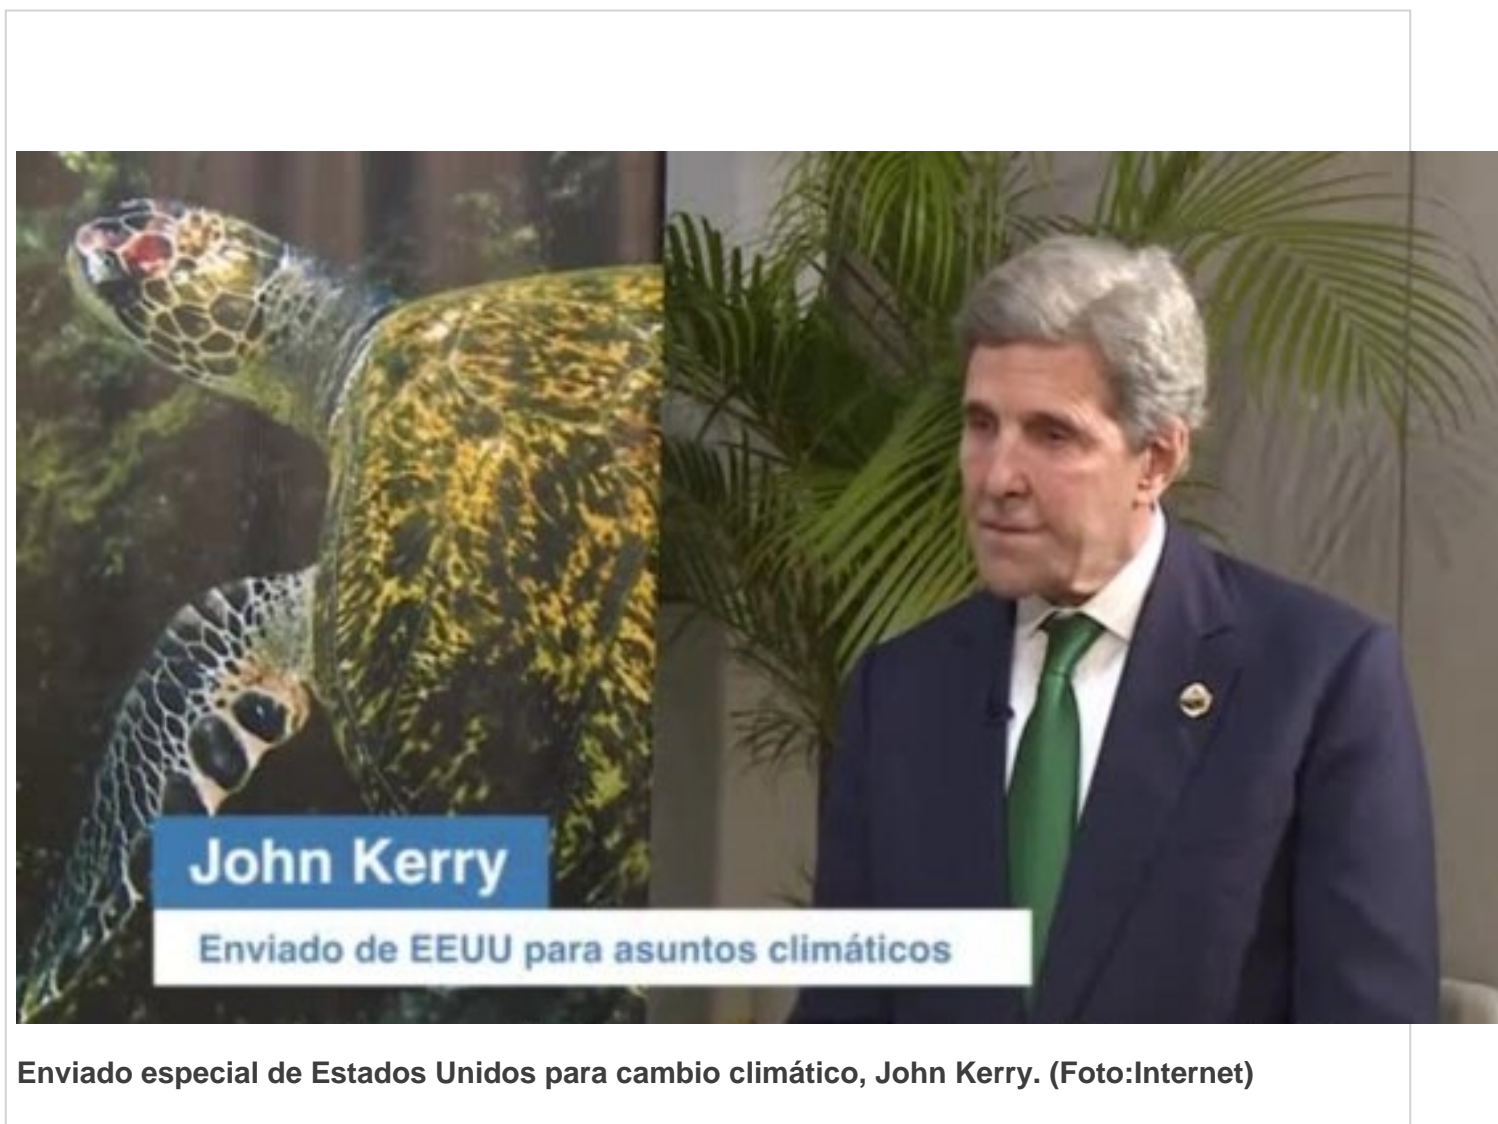 John Kerry
Enviado de EEUU para asuntos climáticos
Enviado especial de Estados Unidos para cambio climático, John Kerry. (Foto:Internet)